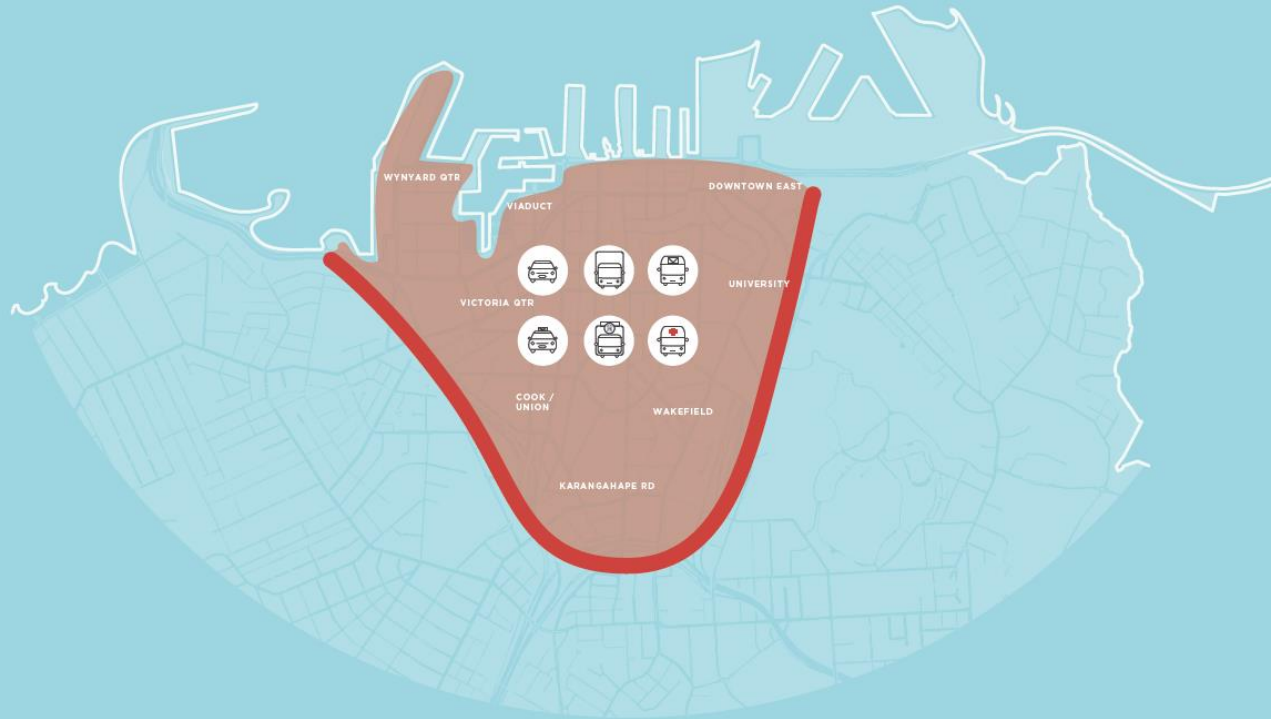 WYNYARD QTR
DOWNTOWN EAST
VIADUCT
UNIVERSITY
VICTORIA QTR
COOK /
UNION
WAKEFIELD
KARANGAHAPE RD